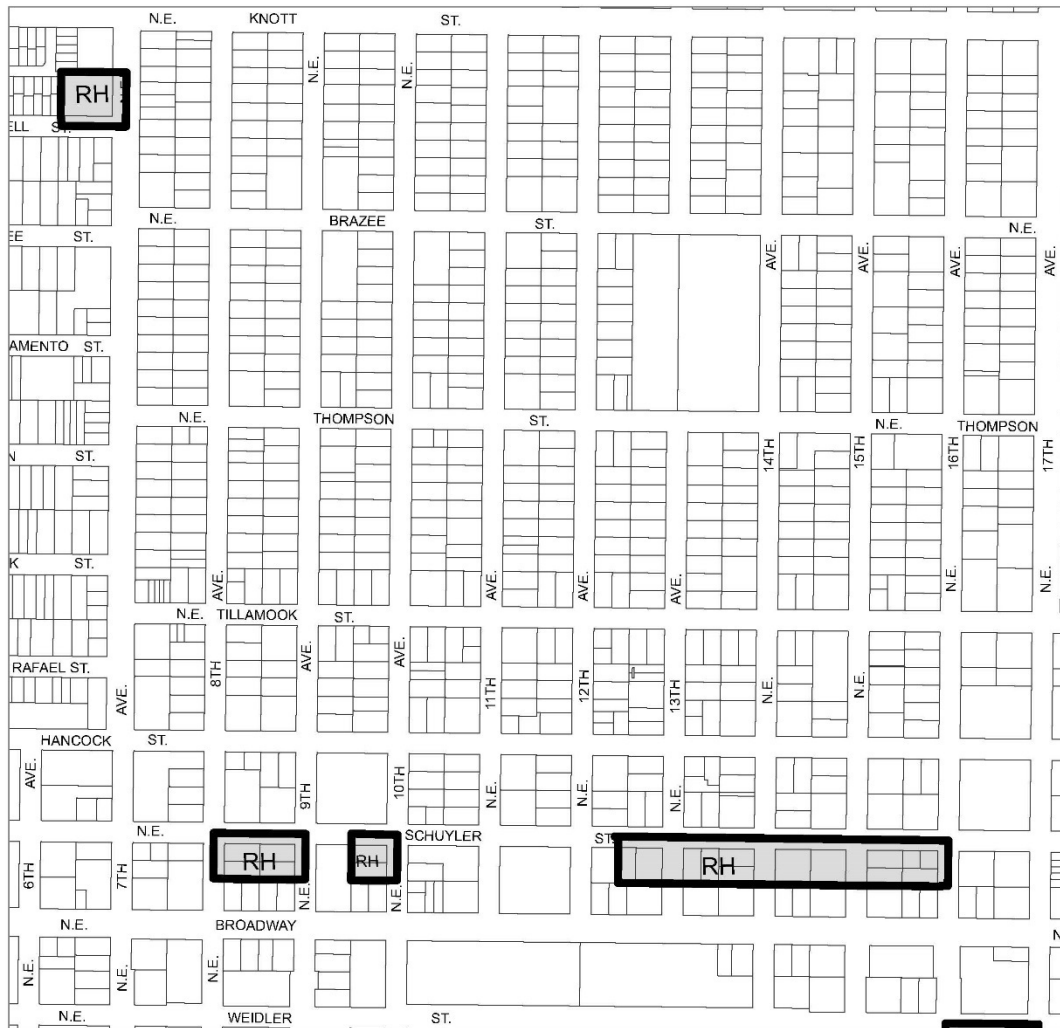 N.E. KNOTT ST.
N.E.
N.E.
RH
N.E.
ELL ST.
N.E. BRAZEE ST. N.E.
EE ST.
AVE.
AVE.
AVE.
AVE.
AMENTO ST.
N.E. THOMPSON ST. N.E. THOMPSON
N ST.
14TH
15TH
16TH
17TH
K ST.
AVE.
AVE.
AVE.
AVE.
N.E.
N.E.
N.E. TILLAMOOK ST.
RAFAEL ST.
AVE.
8TH
AVE.
AVE.
11TH
12TH
13TH
N.E.
N.E.
HANCOCK ST.
AVE.
9TH
10TH
N.E.
N.E.
N.E.
N.E. SCHUYLER ST.
RH
RH
RH
6TH
7TH
N.E.
N.E.
N.E. BROADWAY N
N.E.
N.E.
N.E.
N.E. WEIDLER ST.